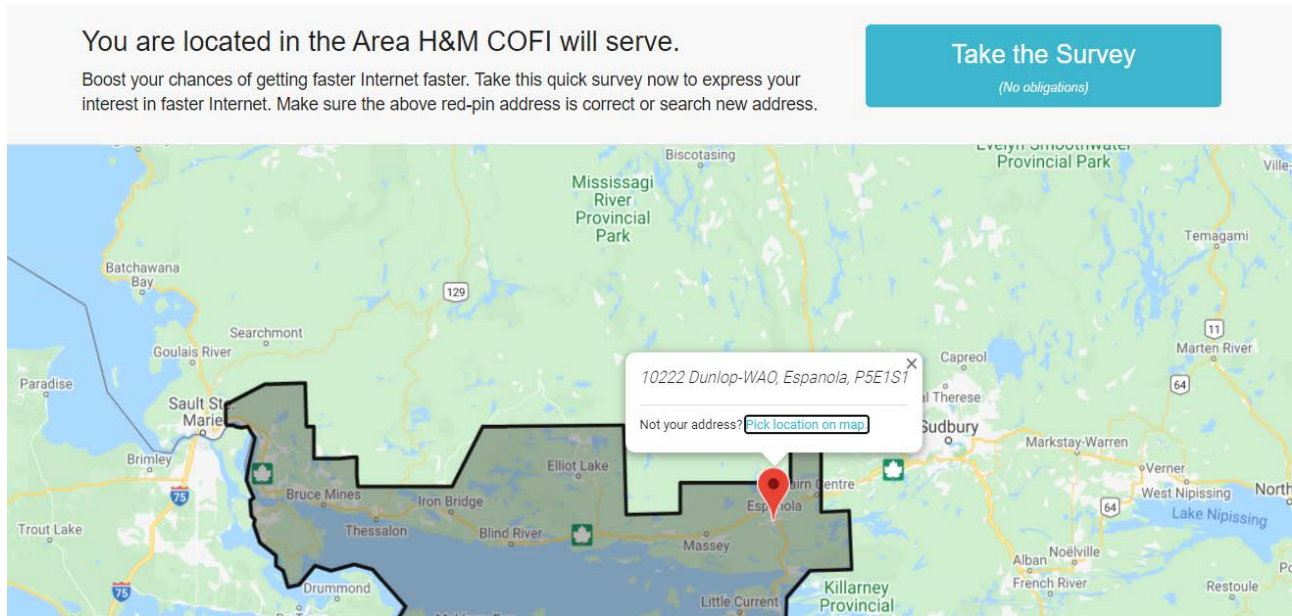 You are located in the Area H&M COFI will serve.
Boost your chances of getting faster Internet faster. Take this quick survey now to express your
interest in faster Internet. Make sure the above red-pin address is correct or search new address.
Take the Survey
(No obligations)
Biscotasing
Provincial Park
Ville-
Mississagi
River
Provincial
Park
Temagami
Batchawana
Bay
129
Searchmont
11
Goulais River
Marten River
10222 Dunlop-WAO, Espanola, P5E1S1
Capreol
Paradise
64
al Therese
Sault Ste.
Marie
Not your address? Pick location on map.
Sudbury
Markstay-Warren
Brimley
Elliot Lake
Verner
75
Bruce Mines
Iron Bridge
Centre
West Nipissing
North
64
Lake Nipissing
Trout Lake
Thessalon
Blind River
Massey
Noëlville
Alban
French River
75
Drummond
Little Current
Killarney
Provincial
Restoule